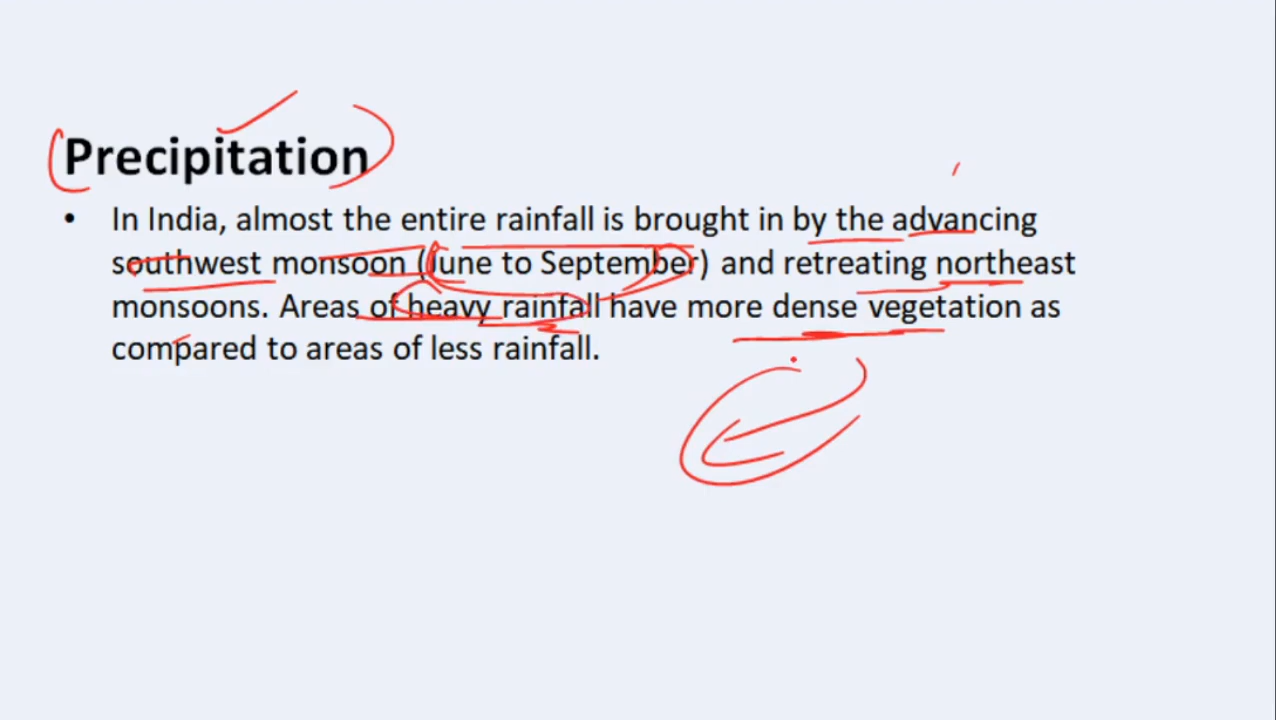 Precipitation
• In India, almost the entire rainfall is brought in by the advancing
southwest monsoon (June to September) and retreating northeast
monsoons. Areas of heavy rainfall have more dense vegetation as
compared to areas of less rainfall.